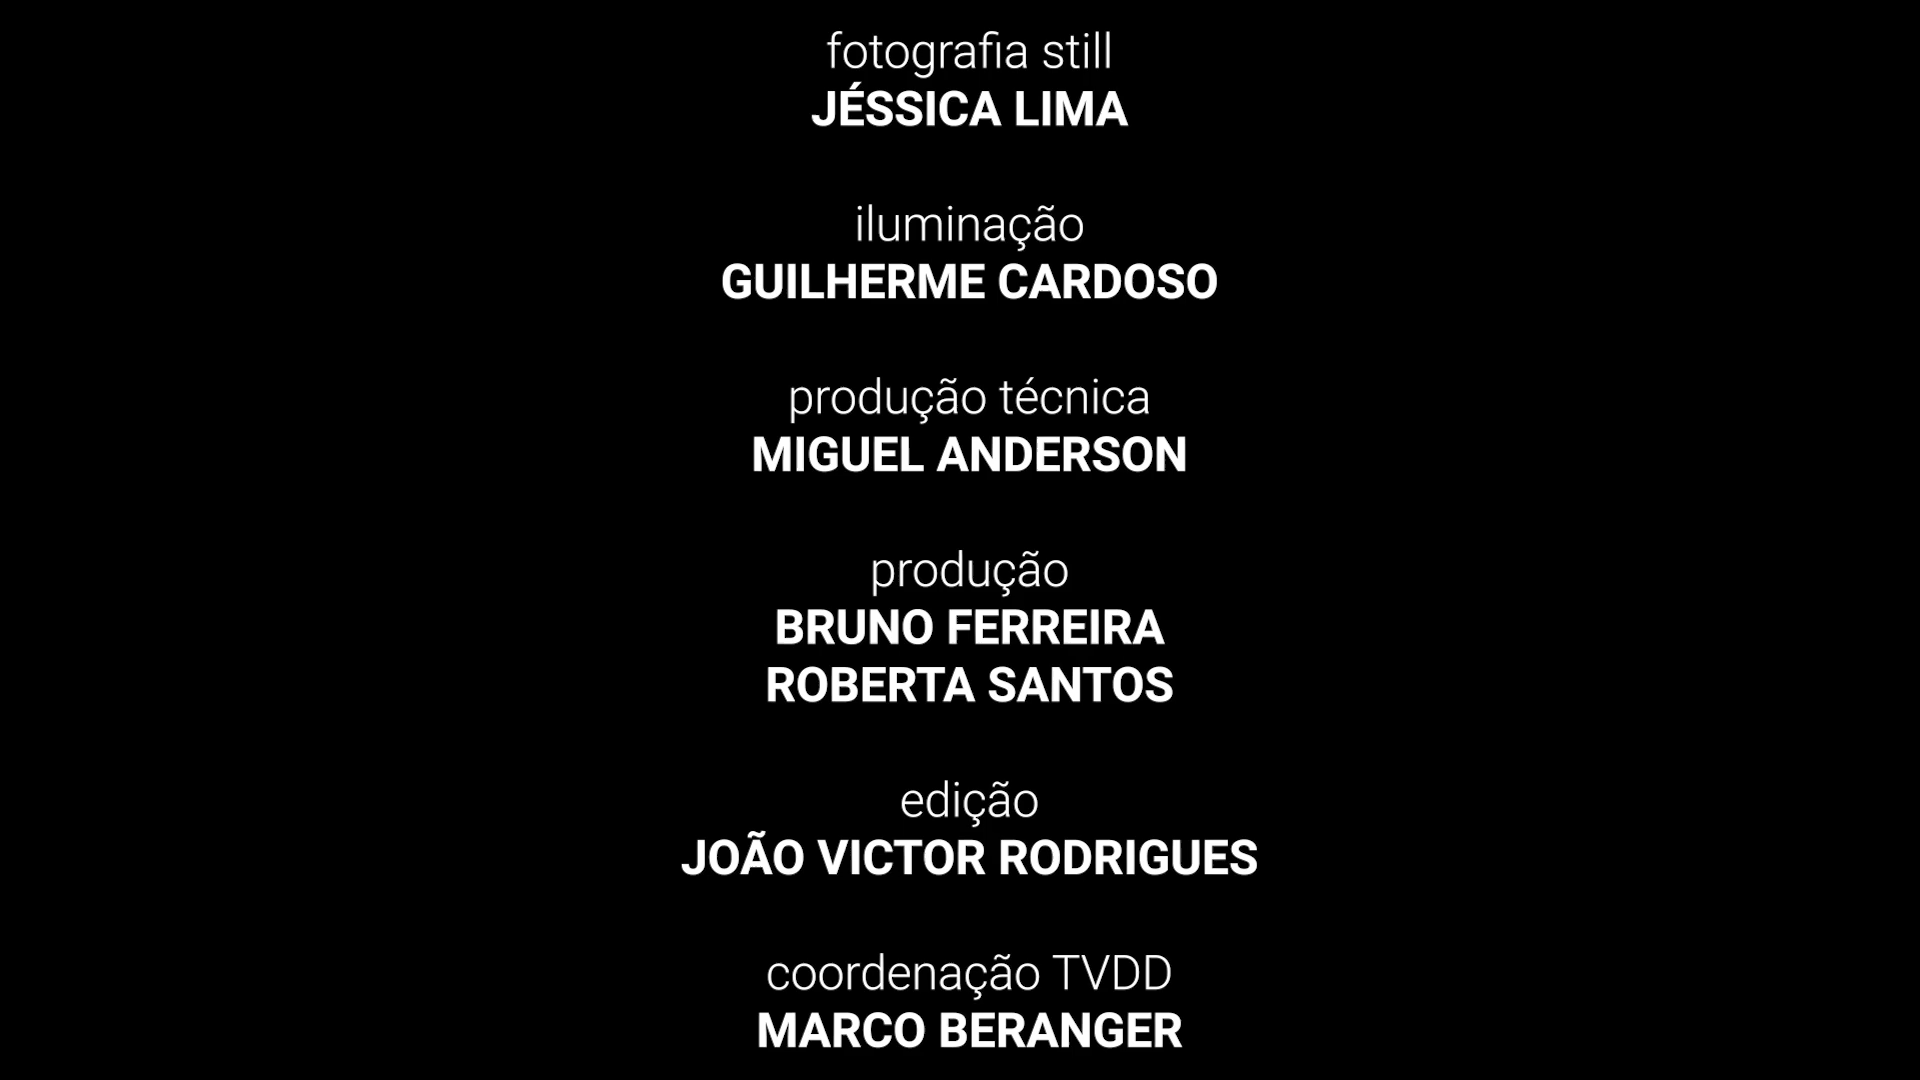 fotografia still
JÉSSICA LIMA
iluminação
GUILHERME CARDOSO
produção técnica
MIGUEL ANDERSON
produção
BRUNO FERREIRA
ROBERTA SANTOS
edição
JOÃO VICTOR RODRIGUES
coordenação TVDD
MARCO BERANGER